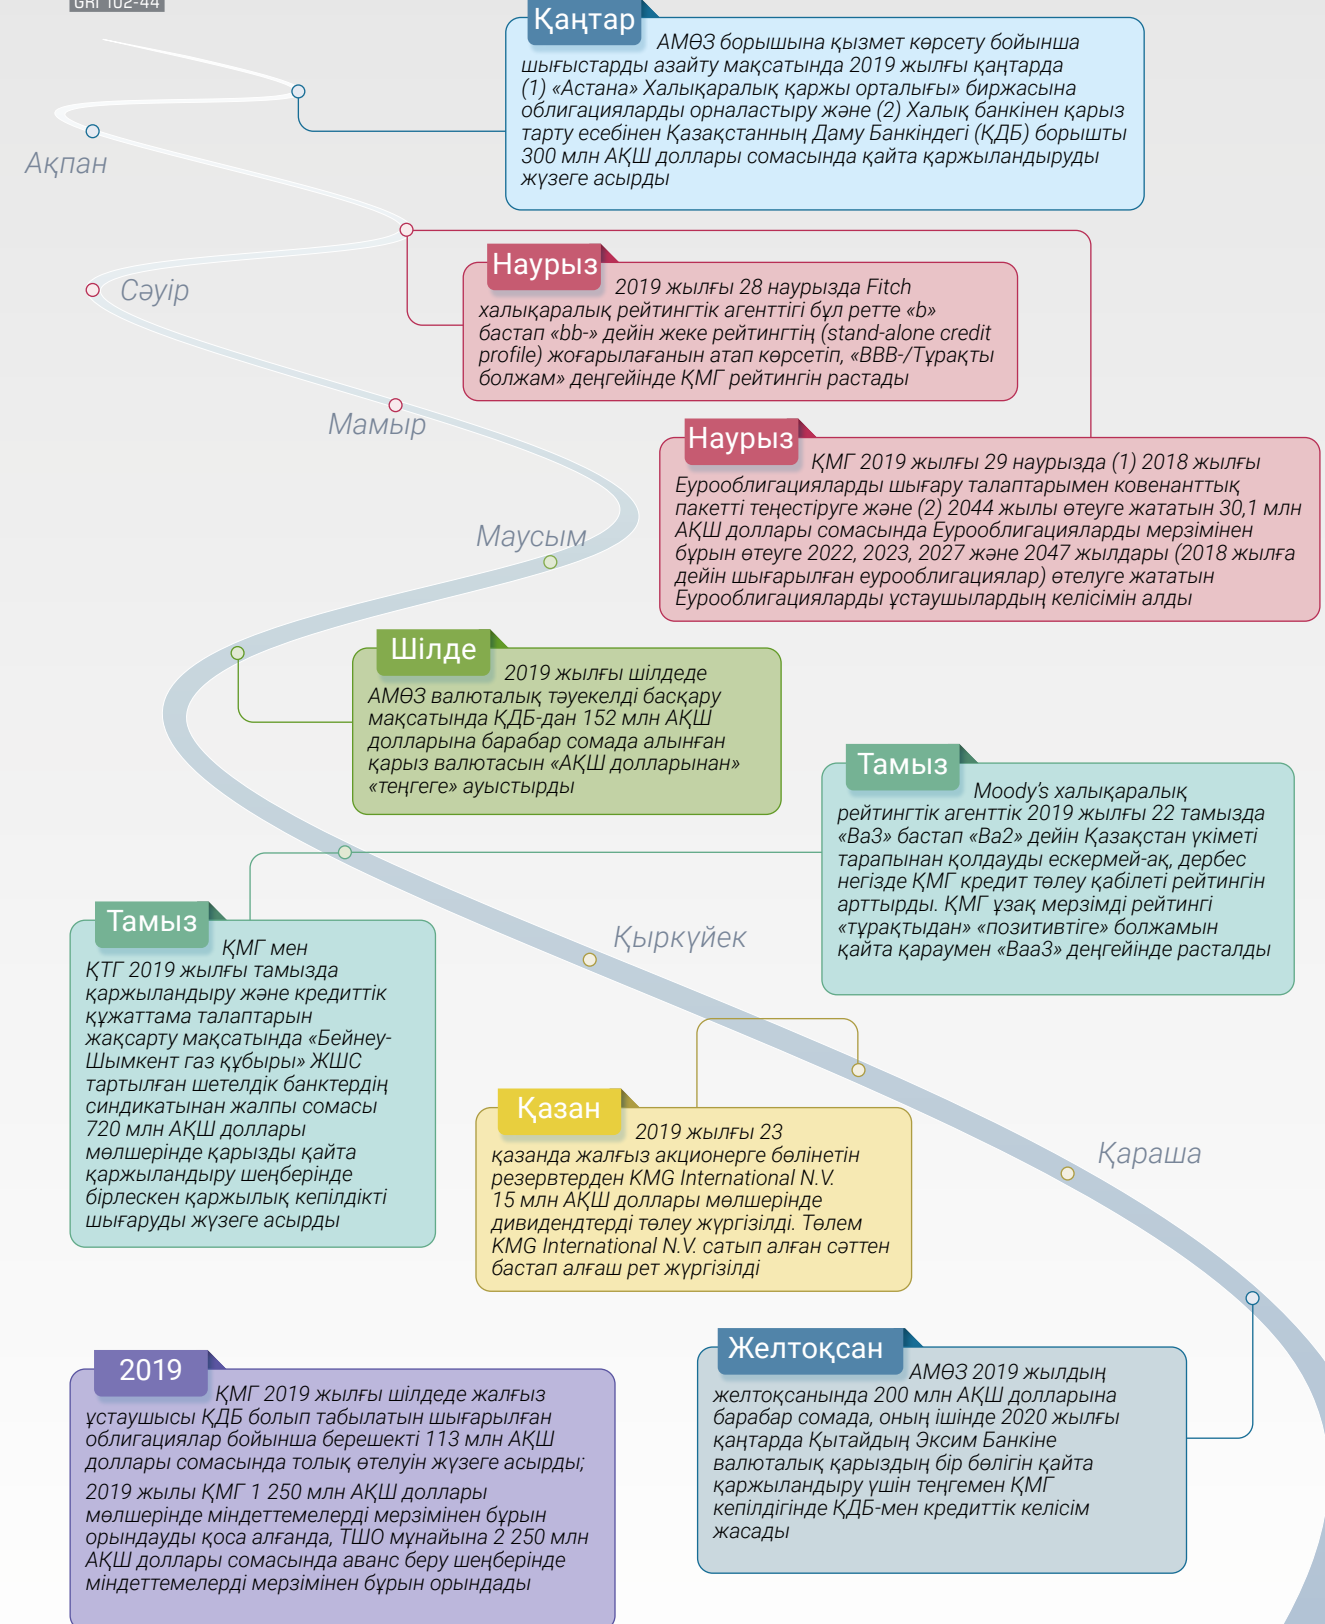 GRI 102-44
Қаңтар
АМӨЗ борышына қызмет көрсету бойынша
шығыстарды азайту мақсатында 2019 жылғы қаңтарда
(1) «Астана» Халықаралық қаржы орталығы» биржасына
облигацияларды орналастыру және (2) Халық банкінен қарыз
тарту есебінен Қазақстанның Даму Банкіндегі (ҚДБ) борышты
300 млн АҚШ доллары сомасында қайта қаржыландыруды
жүзеге асырды
Ақпан
Наурыз
2019 жылғы 28 наурызда Fitch
халықаралық рейтингтік агенттігі бұл ретте «b»
бастап «bb-» дейін жеке рейтингтің (stand-alone credit
profile) жоғарылағанын атап көрсетіп, «BBB-/Тұрақты
болжам» деңгейінде ҚМГ рейтингін растады
Сәуір
Мамыр
Наурыз
ҚМГ 2019 жылғы 29 наурызда (1) 2018 жылғы
Еурооблигацияларды шығару талаптарымен ковенанттық
пакетті теңестіруге және (2) 2044 жылы өтеуге жататын 30,1 млн
АҚШ доллары сомасында Еурооблигацияларды мерзімінен
бұрын өтеуге 2022, 2023, 2027 және 2047 жылдары (2018 жылға
дейін шығарылған еурооблигациялар) өтелуге жататын
Еурооблигацияларды ұстаушылардың келісімін алды
Маусым
Шілде
2019 жылғы шілдеде
АМӨЗ валюталық тәуекелді басқару
мақсатында ҚДБ-дан 152 млн АҚШ
долларына барабар сомада алынған
қарыз валютасын «АҚШ долларынан»
«теңгеге» ауыстырды
Тамыз
Moody's халықаралық
рейтингтік агенттік 2019 жылғы 22 тамызда
«Ba3» бастап «Ba2» дейін Қазақстан үкіметі
тарапынан қолдауды ескермей-ақ, дербес
негізде ҚМГ кредит төлеу қабілеті рейтингін
арттырды. ҚМГ ұзақ мерзімді рейтингі
«тұрақтыдан» «позитивтіге» болжамын
қайта қараумен «Baa3» деңгейінде расталды
Тамыз
ҚМГ мен
ҚТГ 2019 жылғы тамызда
қаржыландыру және кредиттік
құжаттама талаптарын
жақсарту мақсатында «Бейнеу-
Шымкент газ құбыры» ЖШС
тартылған шетелдік банктердің
синдикатынан жалпы сомасы
720 млн АҚШ доллары
мөлшерінде қарызды қайта
қаржыландыру шеңберінде
бірлескен қаржылық кепілдікті
шығаруды жүзеге асырды
Қыркүйек
Қазан
2019 жылғы 23
қазанда жалғыз акционерге бөлінетін
резервтерден KMG International N.V.
15 млн АҚШ доллары мөлшерінде
дивидендтерді төлеу жүргізілді. Төлем
KMG International N.V. сатып алған сәттен
бастап алғаш рет жүргізілді
Қараша
2019
ҚМГ 2019 жылғы шілдеде жалғыз
ұстаушысы ҚДБ болып табылатын шығарылған
облигациялар бойынша берешекті 113 млн АҚШ
доллары сомасында толық өтелуін жүзеге асырды;
2019 жылы ҚМГ 1 250 млн АҚШ доллары
мөлшерінде міндеттемелерді мерзімінен бұрын
орындауды қоса алғанда, ТШО мұнайына 2 250 млн
АҚШ доллары сомасында аванс беру шеңберінде
міндеттемелерді мерзімінен бұрын орындады
Желтоқсан
АМӨЗ 2019 жылдың
желтоқсанында 200 млн АҚШ долларына
барабар сомада, оның ішінде 2020 жылғы
қаңтарда Қытайдың Эксим Банкіне
валюталық қарыздың бір бөлігін қайта
қаржыландыру үшін теңгемен ҚМГ
кепілдігінде ҚДБ-мен кредиттік келісім
жасады